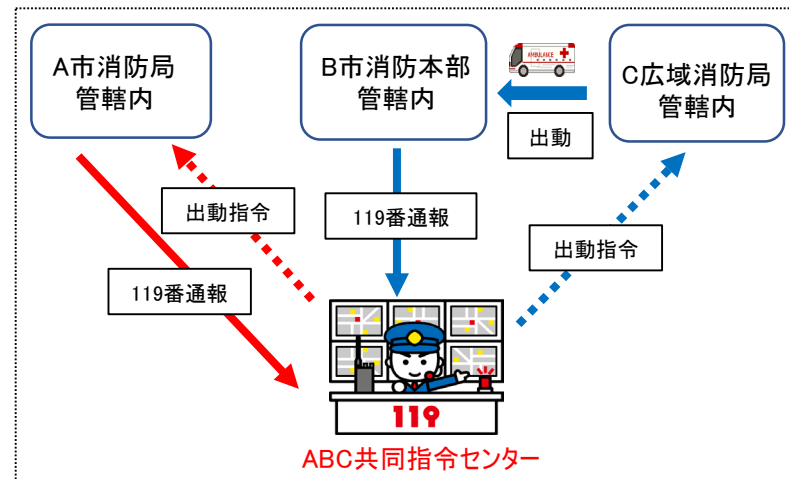 A市消防局
管轄内
B市消防本部
管轄内
AMBULANCE
C広域消防局
管轄内
出動
出動指令
119番通報
出動指令
119番通報
119
ABC共同指令センター